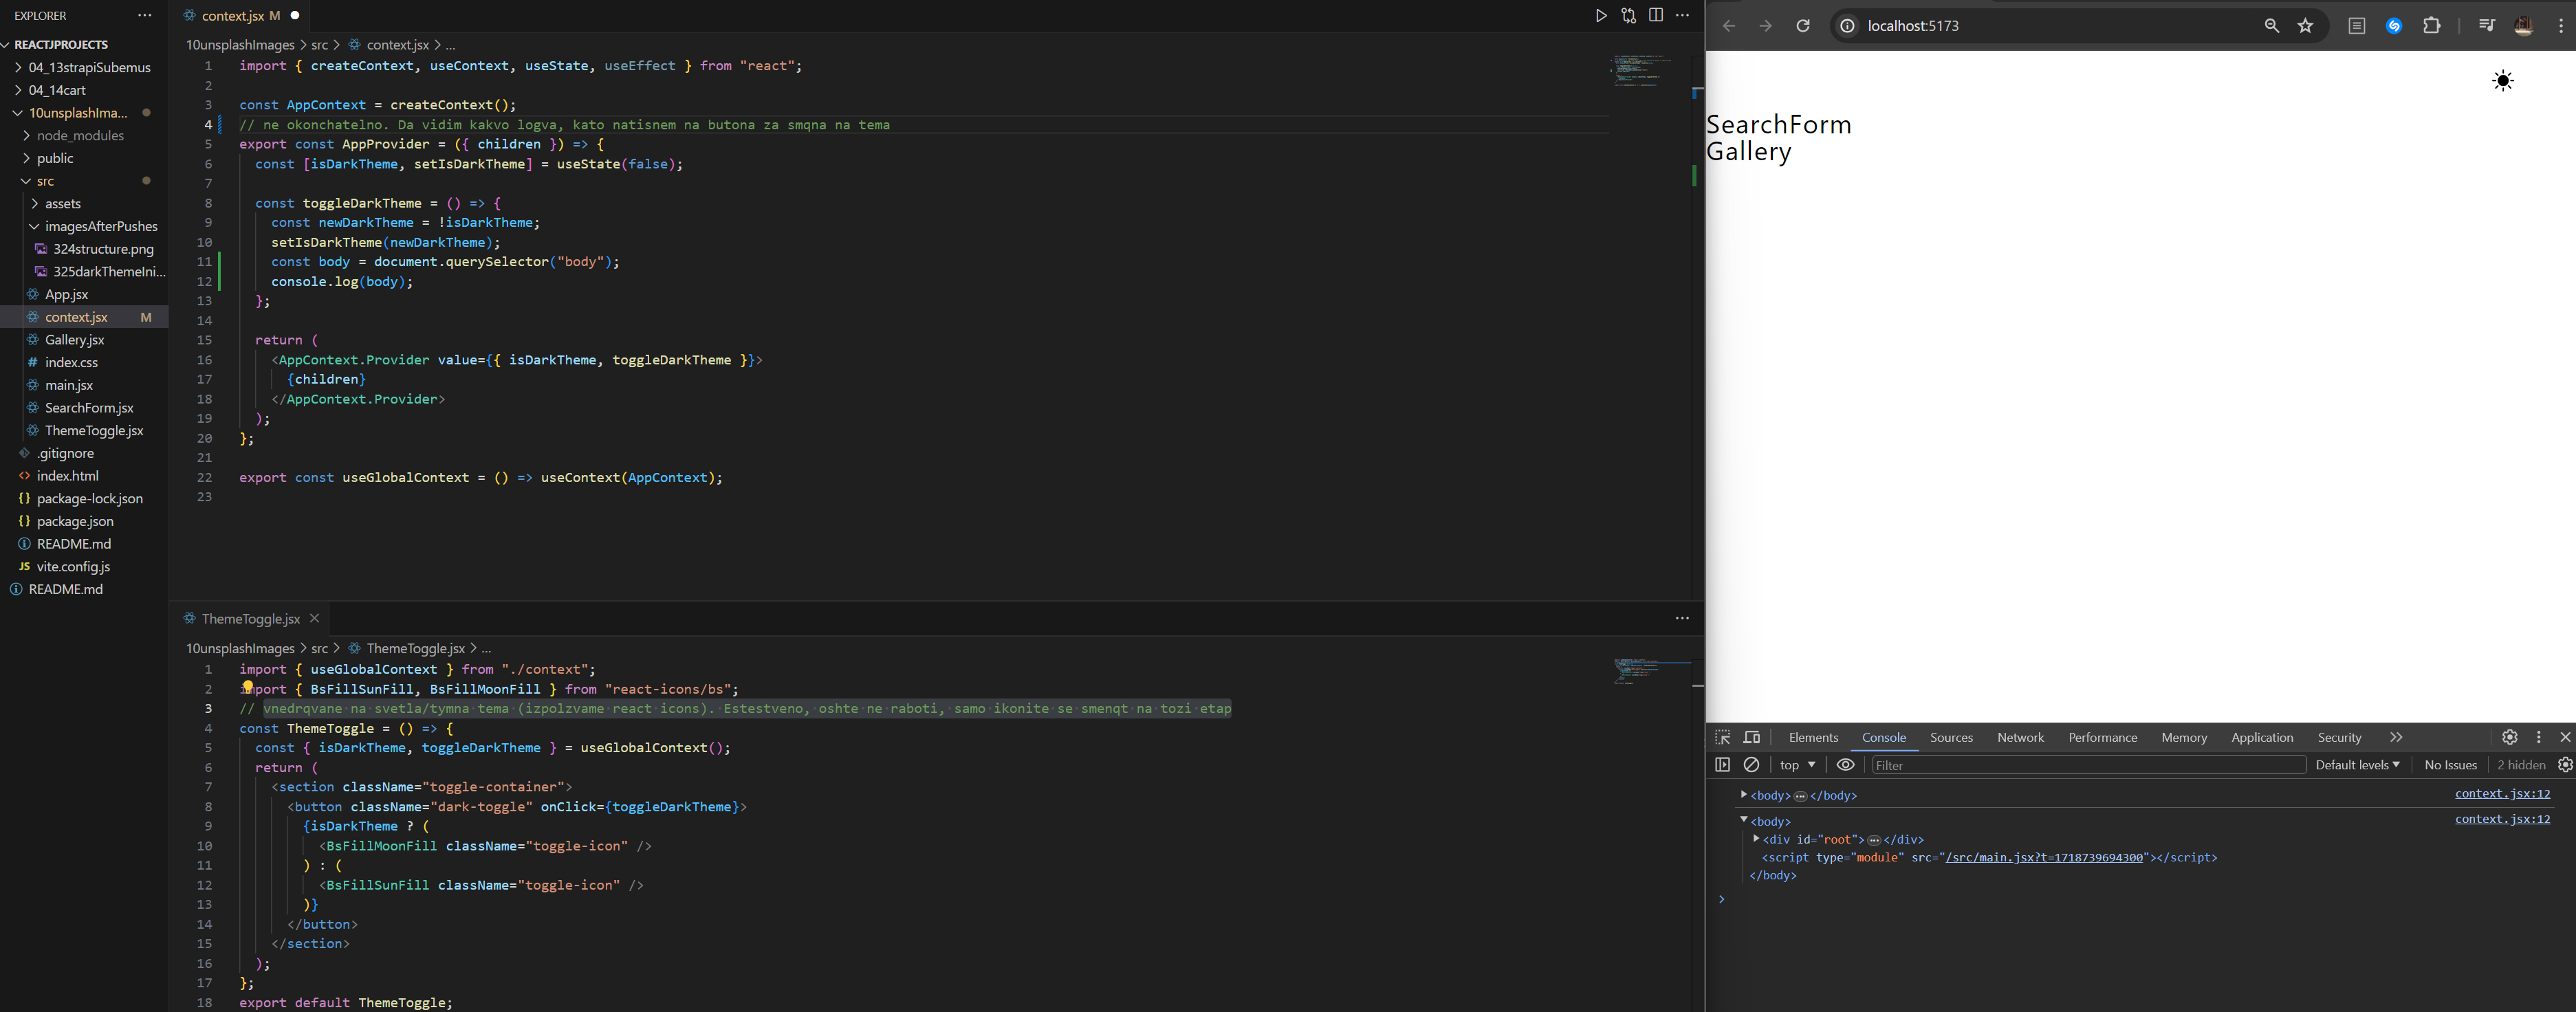 EXPLORER
REACTJPROJECTS
04_13strapiSubemus
04_14cart
10unsplashIma...
node_modules
public
src
assets
imagesAfterPushes
324structure.png
325darkThemeIni...
App.jsx
context.jsx M
Gallery.jsx
index.css
main.jsx
SearchForm.jsx
ThemeToggle.jsx
.gitignore
index.html
package-lock.json
package.json
README.md
JS vite.config.js
README.md
context.jsx M
10unsplashImages > src > context.jsx > ...
1 import { createContext, useContext, useState, useEffect } from "react";
2
3 const AppContext = createContext();
4 // ne okonchatelno. Da vidim kakvo logva, kato natisnem na butona za smqna na tema
5 export const AppProvider = ({ children }) => {
6 const [isDarkTheme, setIsDarkTheme] = useState(false);
7
8 const toggleDarkTheme = () => {
9 const newDarkTheme = !isDarkTheme;
10 setIsDarkTheme(newDarkTheme);
11 const body = document.querySelector("body");
12 console.log(body);
13 };
14
15 return (
16 <AppContext.Provider value={{ isDarkTheme, toggleDarkTheme }}>
17 {children}
18 </AppContext.Provider>
19 );
20 };
21
22 export const useGlobalContext = () => useContext(AppContext);
23
ThemeToggle.jsx
10unsplashImages > src > ThemeToggle.jsx > ...
1 import { useGlobalContext } from "./context";
2 import { BsFillSunFill, BsFillMoonFill } from "react-icons/bs";
3 // vnedrqvane na svetla/tymna tema (izpolzvame react icons). Estestveno, oshte ne raboti, samo ikonite se smenqt na tozi etap
4 const ThemeToggle = () => {
5 const { isDarkTheme, toggleDarkTheme } = useGlobalContext();
6 return (
7 <section className="toggle-container">
8 <button className="dark-toggle" onClick={toggleDarkTheme}>
9 {isDarkTheme ? (
10 <BsFillMoonFill className="toggle-icon" />
11 ) : (
12 <BsFillSunFill className="toggle-icon" />
13 )}
14 </button>
15 </section>
16 );
17 };
18 export default ThemeToggle;
localhost:5173
SearchForm
Gallery
Elements Console Sources Network Performance Memory Application Security
top Filter Default levels No Issues 2 hidden
<body>…</body> context.jsx:12
<body> context.jsx:12
<div id="root">…</div>
<script type="module" src="/src/main.jsx?t=1718739694300"></script>
</body>